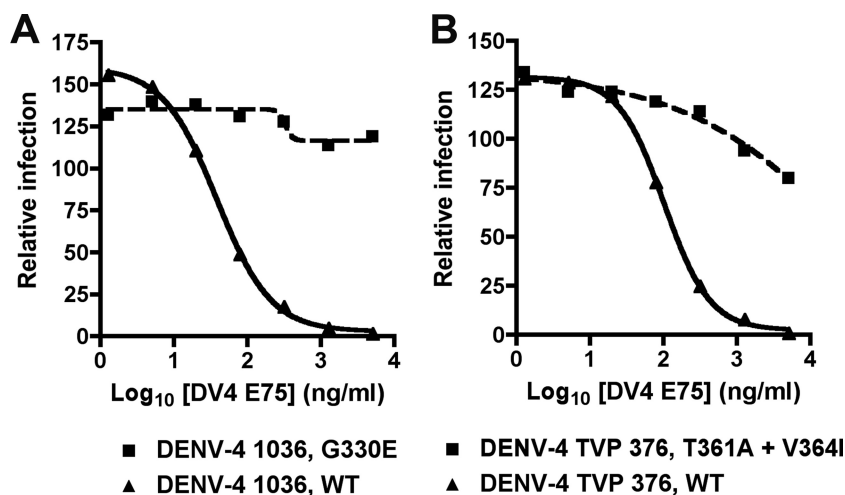 A
175
150
125
100
75
50
25
0
Relative infection
0 1 2 3 4
Log10 [DV4 E75] (ng/ml)
DENV-4 1036, G330E
DENV-4 1036, WT
B
150
125
100
75
50
25
0
Relative infection
0 1 2 3 4
Log10 [DV4 E75] (ng/ml)
DENV-4 TVP 376, T361A + V364I
DENV-4 TVP 376, WT